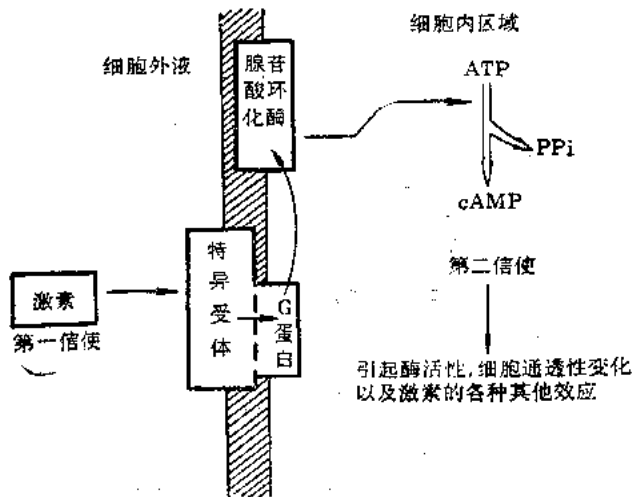 细胞外液
腺苷
酸环
化酶
细胞内区域
ATP
PPi
cAMP
特异受体
G蛋白
激素
第一信使
第二信使
引起酶活性,细胞通透性变化
以及激素的各种其他效应